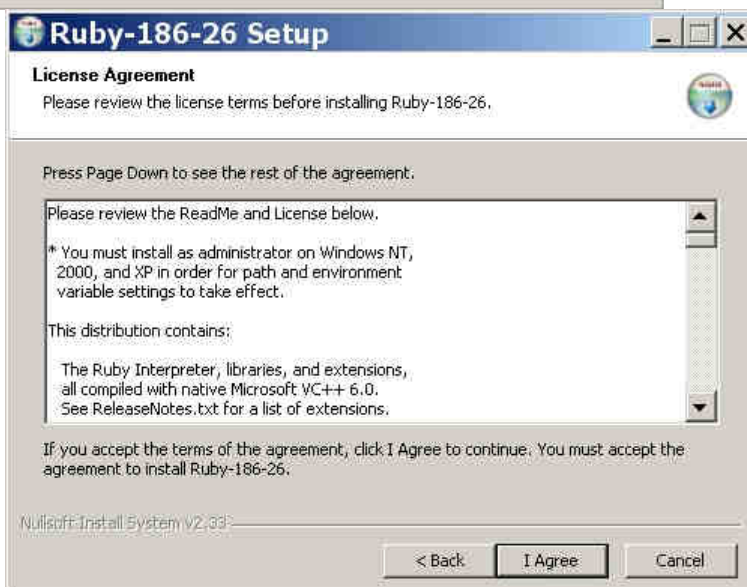 Ruby-186-26 Setup
License Agreement
Please review the license terms before installing Ruby-186-26.
Press Page Down to see the rest of the agreement.
Please review the ReadMe and License below.
* You must install as administrator on Windows NT,
2000, and XP in order for path and environment
variable settings to take effect.
This distribution contains:
The Ruby Interpreter, libraries, and extensions,
all compiled with native Microsoft VC++ 6.0.
See ReleaseNotes.txt for a list of extensions.
If you accept the terms of the agreement, click I Agree to continue. You must accept the
agreement to install Ruby-186-26.
Nullsoft Install System v2.33
< Back I Agree Cancel